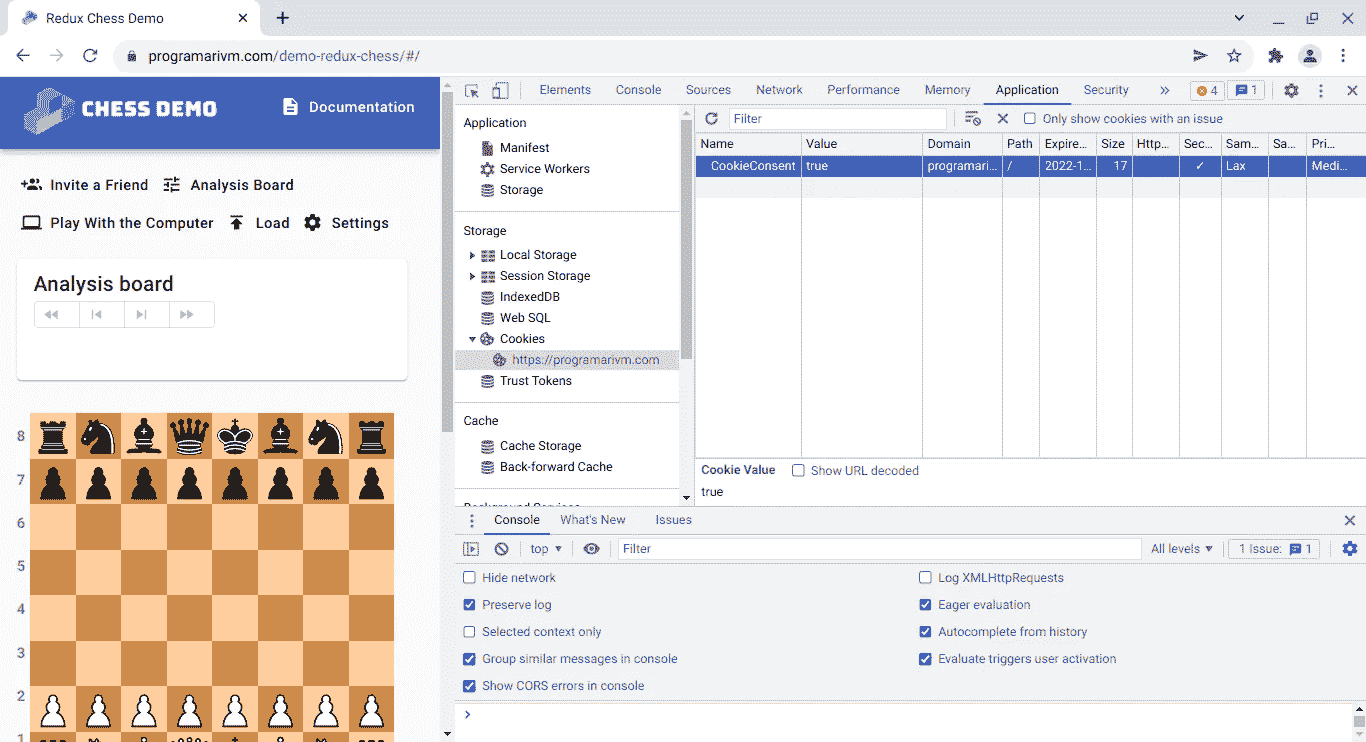 Redux Chess Demo
programarivm.com/demo-redux-chess/#/
CHESS DEMO
Documentation
Invite a Friend
Analysis Board
Play With the Computer
Load
Settings
Analysis board
8
7
6
5
4
3
2
1
Elements Console Sources Network Performance Memory Application Security » 4 1
Application
Manifest
Service Workers
Storage
Storage
Local Storage
Session Storage
IndexedDB
Web SQL
Cookies
https://programarivm.com
Trust Tokens
Cache
Cache Storage
Back-forward Cache
Background Services
Filter
Only show cookies with an issue
Name Value Domain Path Expire... Size Http... Sec... Sam... Sa... Pri...
CookieConsent true programari... / 2022-1... 17 ✓ Lax Medi...
Cookie Value Show URL decoded
true
Console What's New Issues
top Filter All levels 1 Issue: 1
Hide network
Log XMLHttpRequests
Preserve log
Eager evaluation
Selected context only
Autocomplete from history
Group similar messages in console
Evaluate triggers user activation
Show CORS errors in console